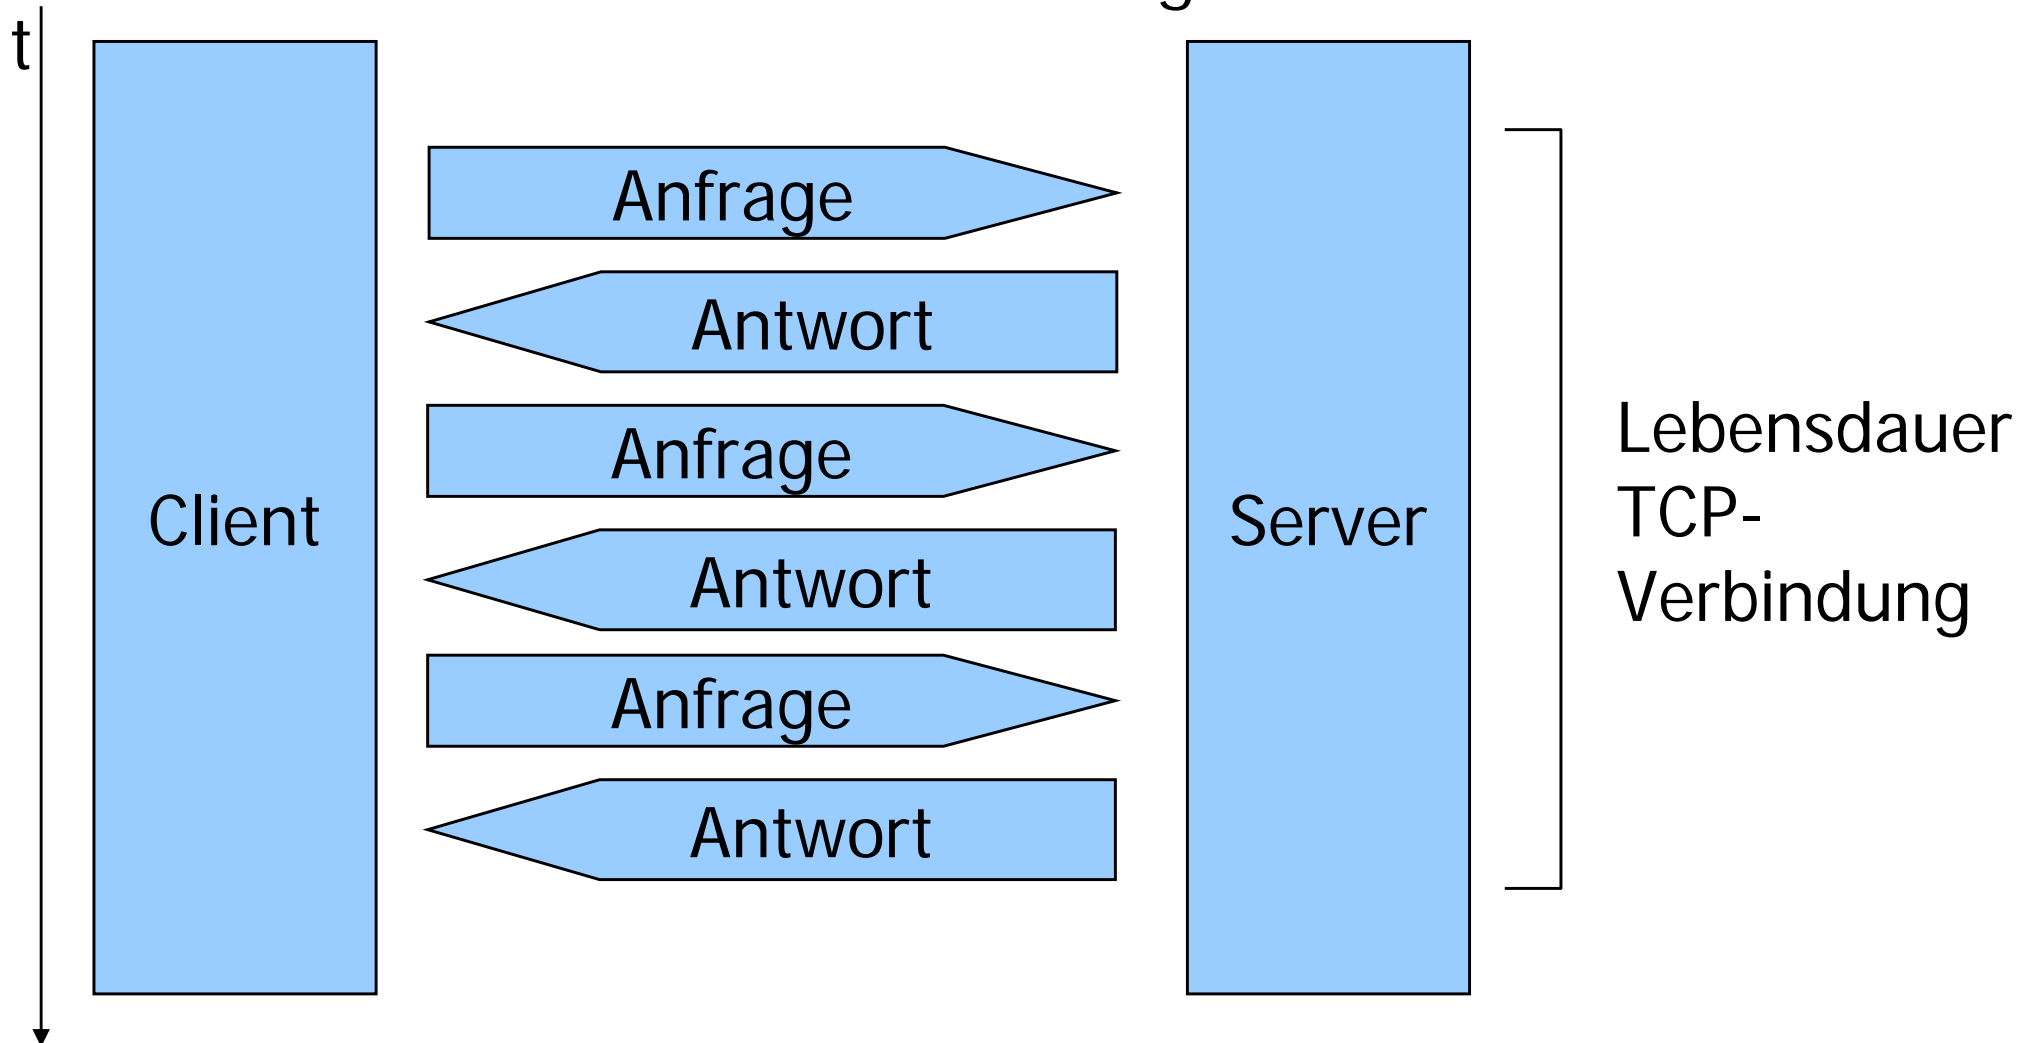 t
Anfrage
Antwort
Anfrage
Client
Server
Antwort
Anfrage
Antwort
Lebensdauer
TCP-
Verbindung